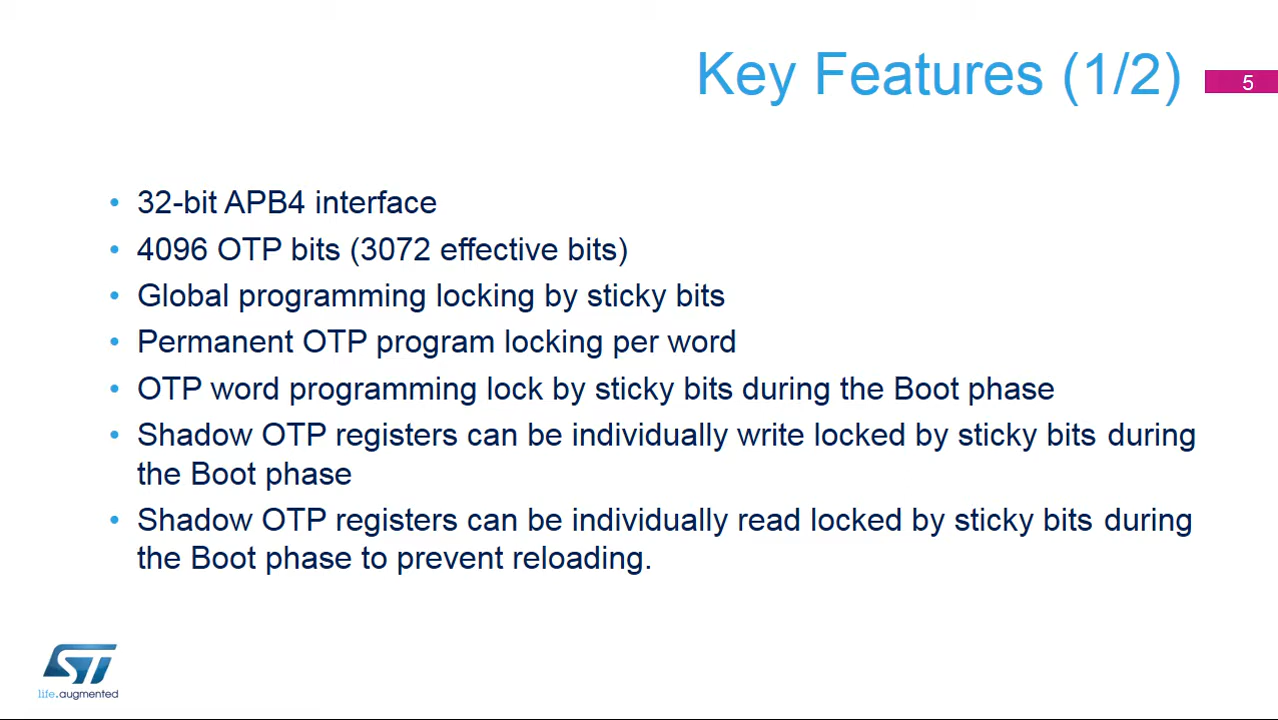 Key Features (1/2)
5
• 32-bit APB4 interface
• 4096 OTP bits (3072 effective bits)
• Global programming locking by sticky bits
• Permanent OTP program locking per word
• OTP word programming lock by sticky bits during the Boot phase
• Shadow OTP registers can be individually write locked by sticky bits during
the Boot phase
• Shadow OTP registers can be individually read locked by sticky bits during
the Boot phase to prevent reloading.
ST
life.augmented